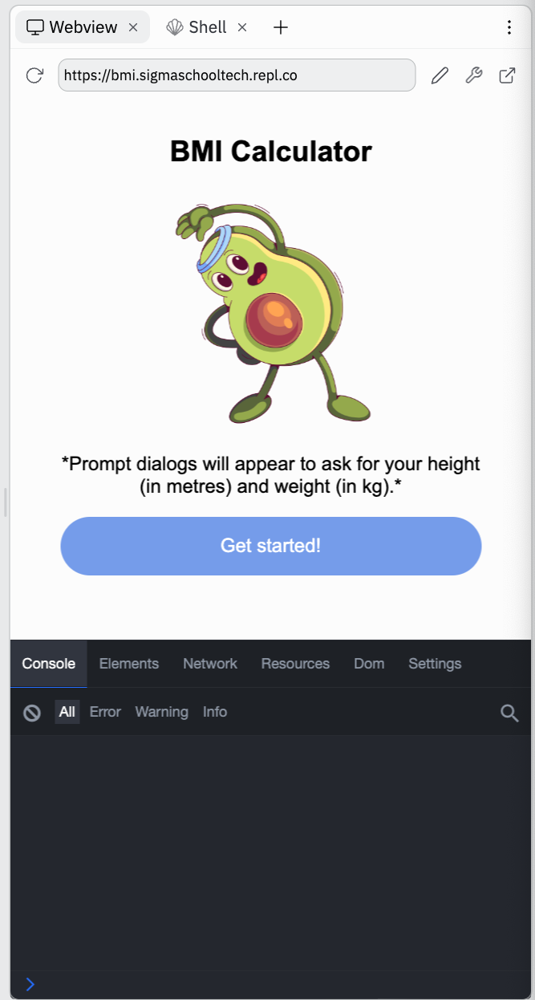 Webview
Shell
https://bmi.sigmaschooltech.repl.co
BMI Calculator
*Prompt dialogs will appear to ask for your height
(in metres) and weight (in kg).*
Get started!
Console Elements Network Resources Dom Settings
All Error Warning Info